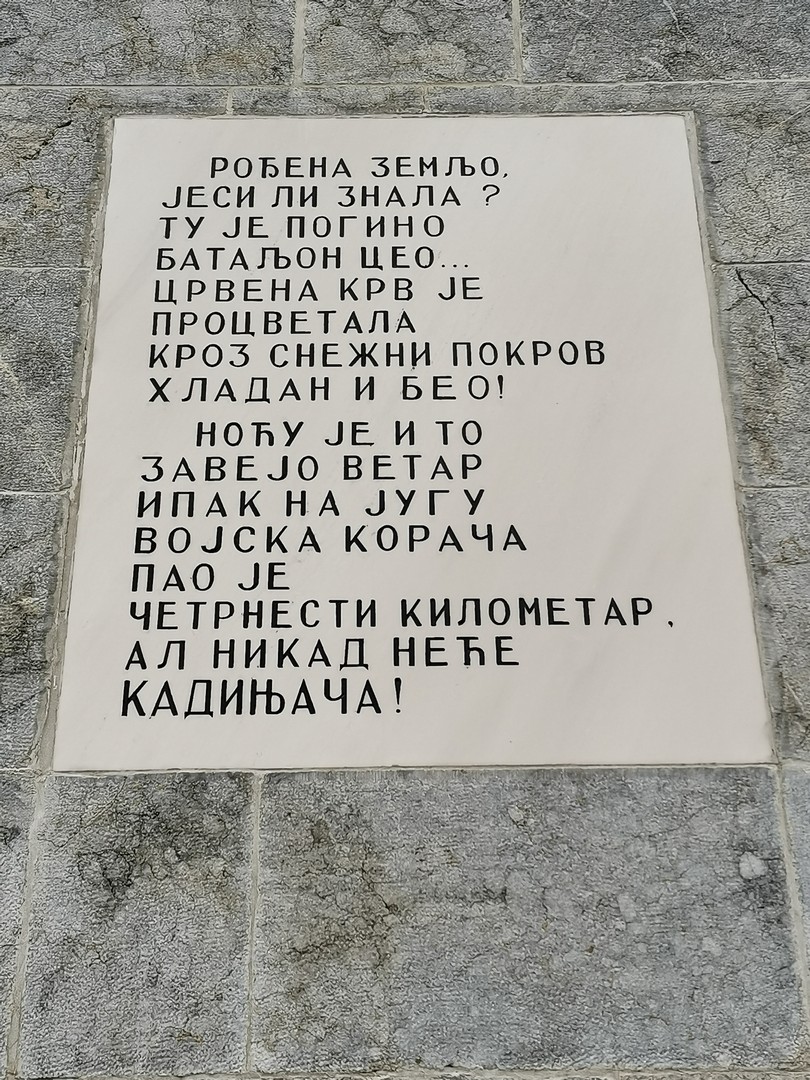 РОЂЕНА ЗЕМЉО,
ЈЕСИ ЛИ ЗНАЛА ?
ТУ ЈЕ ПОГИНО
БАТАЉОН ЦЕО...
ЦРВЕНА КРВ ЈЕ
ПРОЦВЕТАЛА
КРОЗ СНЕЖНИ ПОКРОВ
ХЛАДАН И БЕО!
НОЋУ ЈЕ И ТО
ЗАВЕЈО ВЕТАР
ИПАК НА ЈУГУ
ВОЈСКА КОРАЧА
ПАО ЈЕ
ЧЕТРНЕСТИ КИЛОМЕТАР,
АЛ НИКАД НЕЋЕ
КАДИЊАЧА!